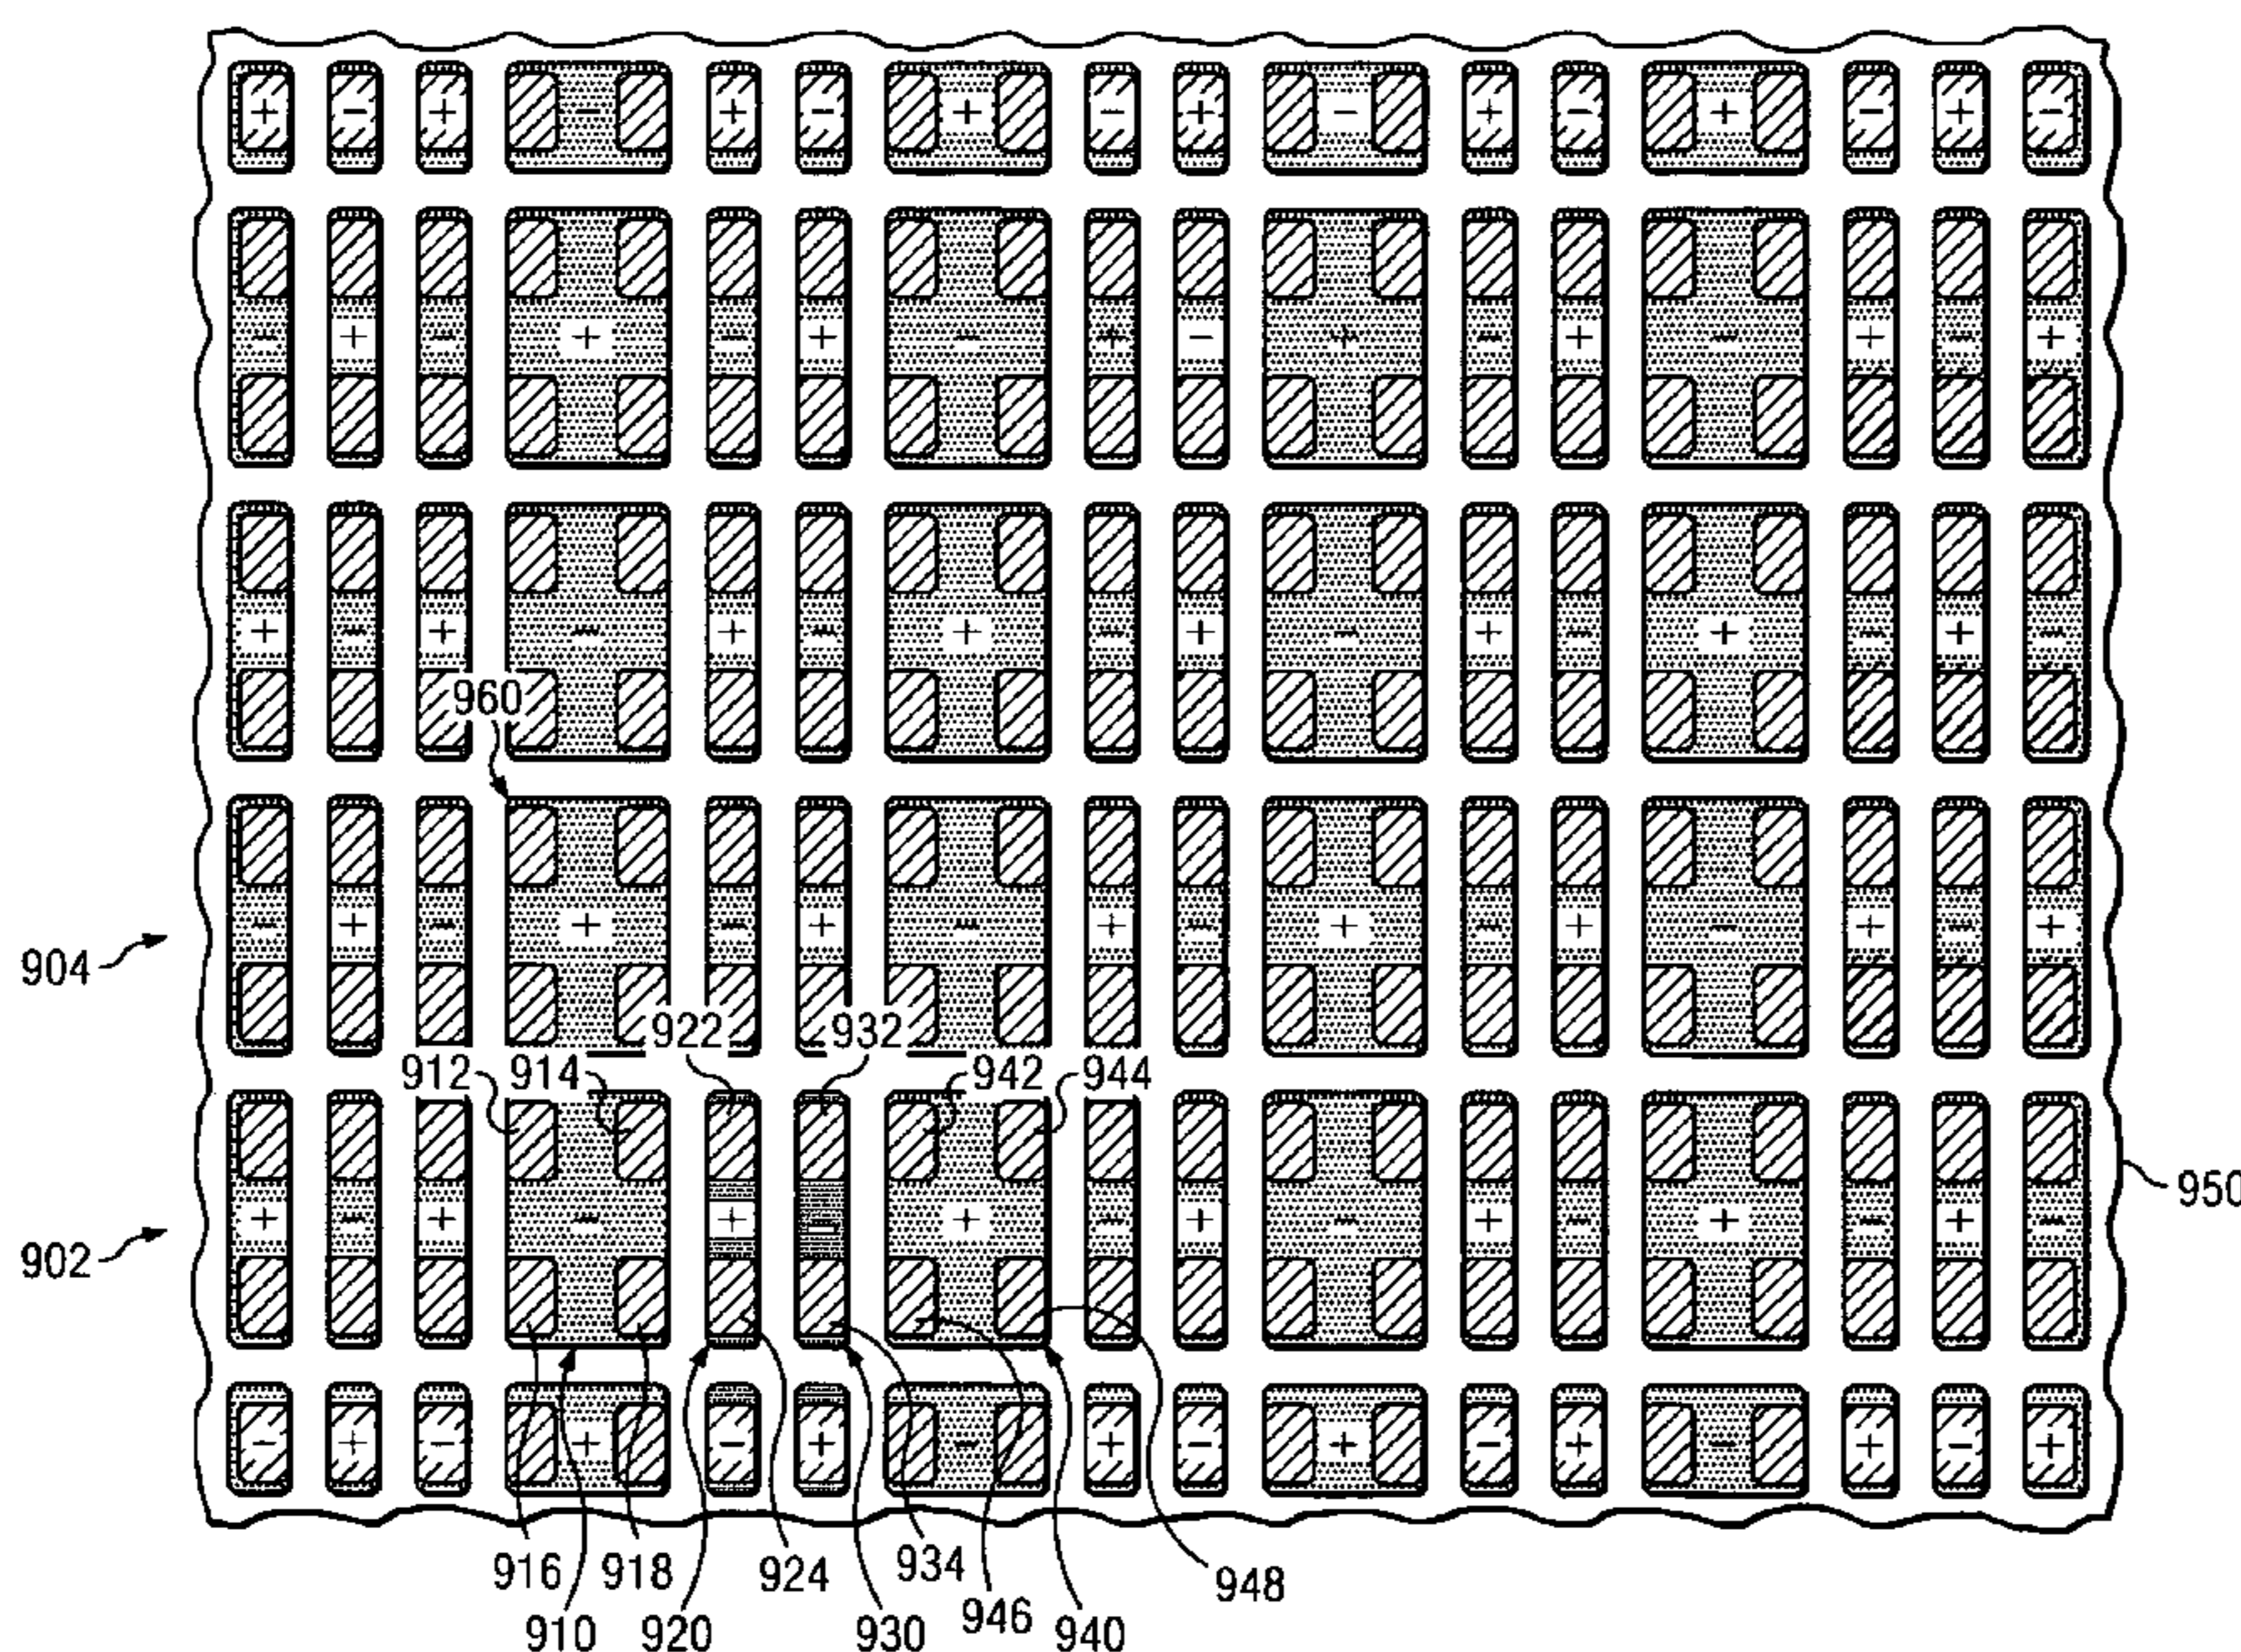 + − + − + − + − + − + − + − + −
− + − + − + − + − + − + − + − +
+ − + − + − + − + − + − + − + −
960
− + − + − + − + − + − + − + − +
904
922 932
912 914 942 944
950
+ − + − + − + − + − + − + − + −
902
− + − + − + − + − + − + − + − +
916 918 924 934 948
910 920 930 946 940